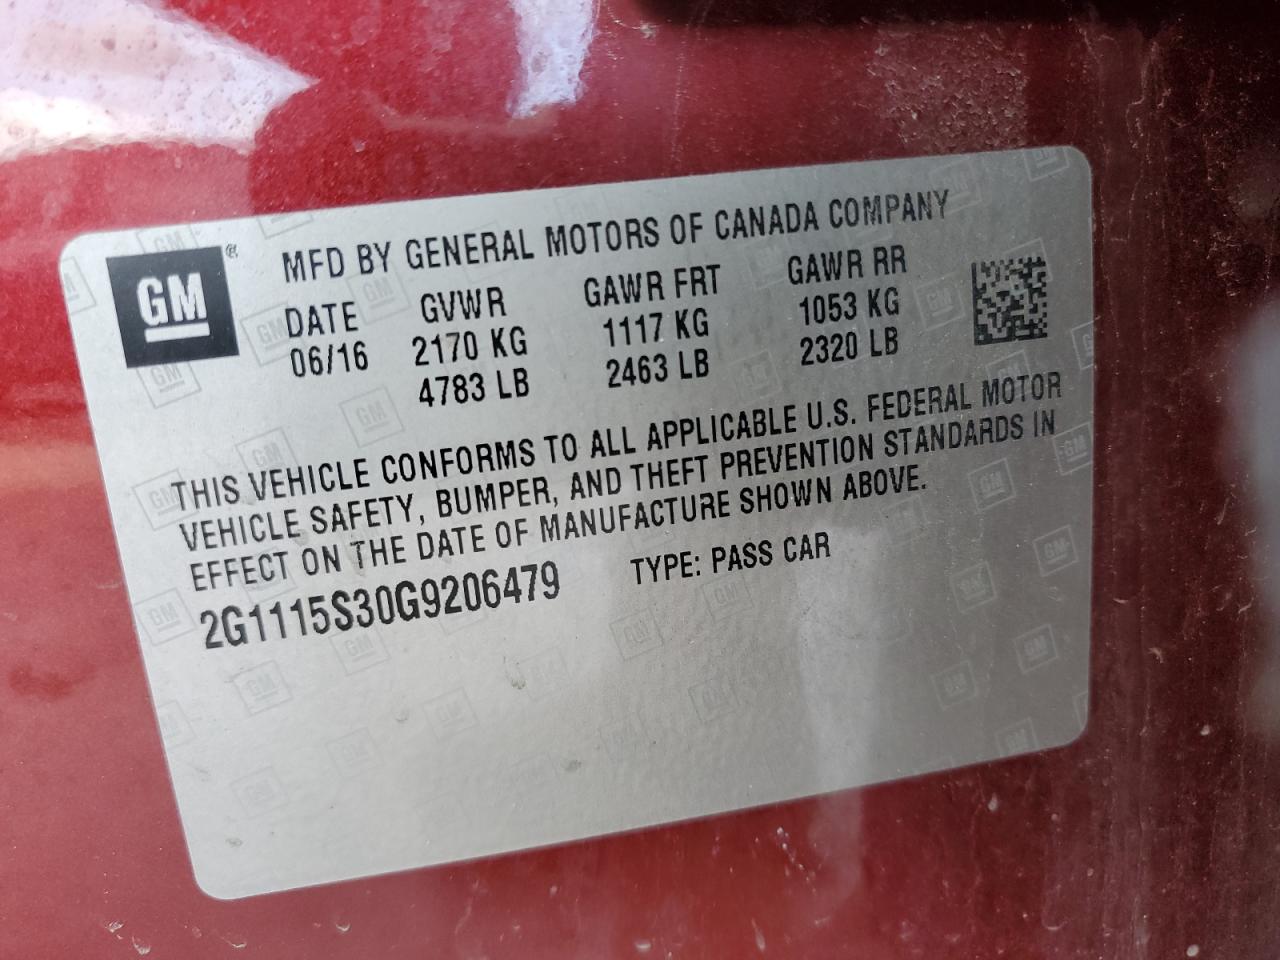 GM ®
MFD BY GENERAL MOTORS OF CANADA COMPANY
DATE GVWR GAWR FRT GAWR RR
06/16 2170 KG 1117 KG 1053 KG
4783 LB 2463 LB 2320 LB
THIS VEHICLE CONFORMS TO ALL APPLICABLE U.S. FEDERAL MOTOR
VEHICLE SAFETY, BUMPER, AND THEFT PREVENTION STANDARDS IN
EFFECT ON THE DATE OF MANUFACTURE SHOWN ABOVE.
2G1115S30G9206479 TYPE: PASS CAR